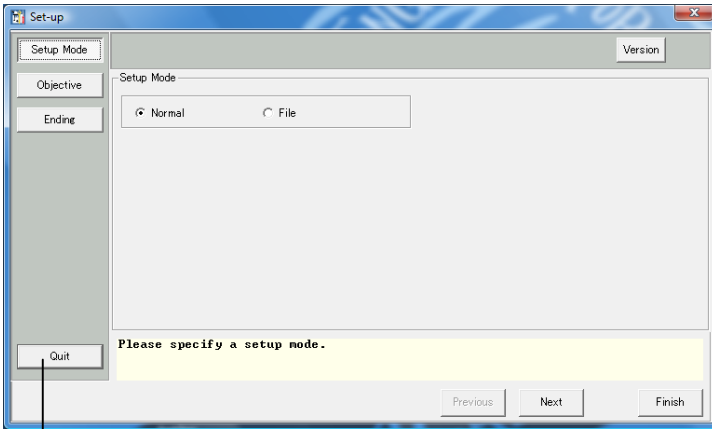 Set-up
Setup Mode
Version
Objective
Setup Mode
Ending
Normal File
Please specify a setup mode.
Quit
Previous Next Finish